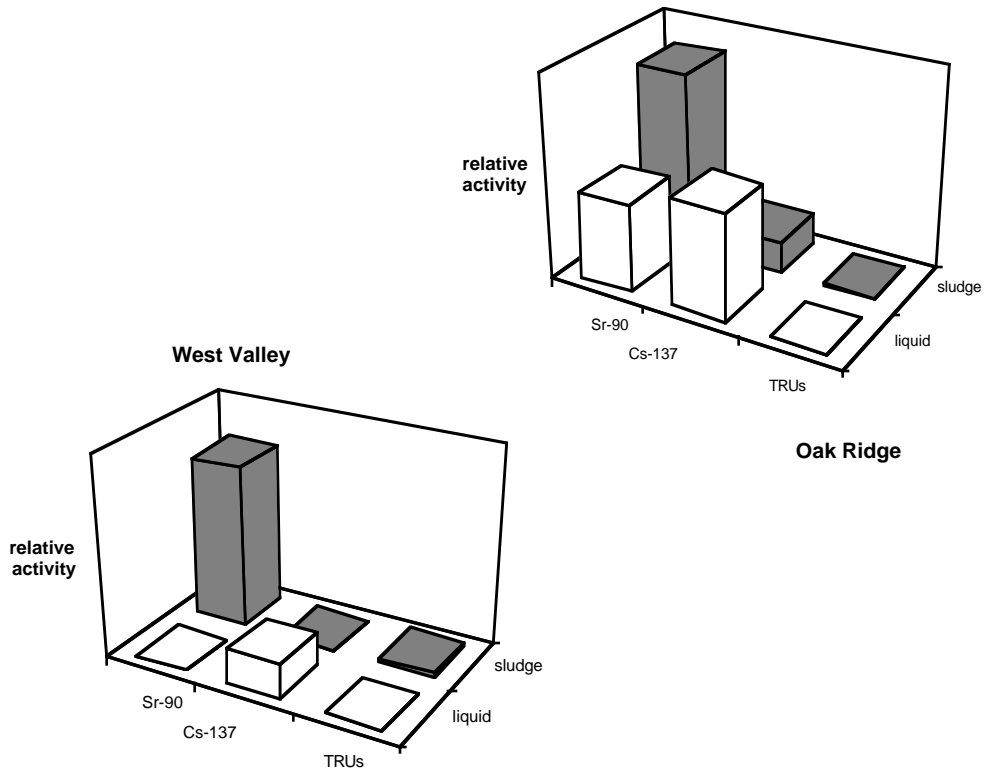 relative
activity
sludge
liquid
Sr-90
Cs-137
TRUs
Oak Ridge
West Valley
relative
activity
sludge
liquid
Sr-90
Cs-137
TRUs